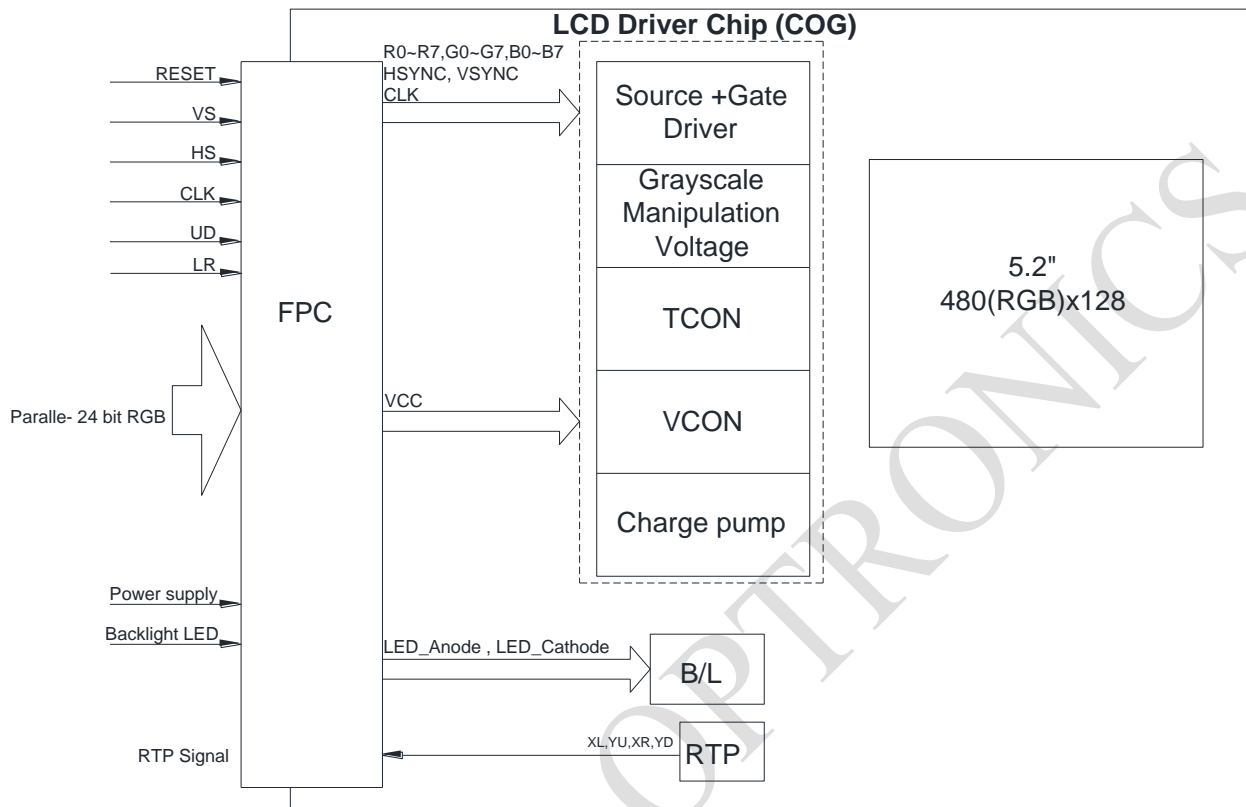 LCD Driver Chip (COG)
R0~R7,G0~G7,B0~B7
HSYNC, VSYNC
CLK
RESET
VS
HS
CLK
UD
LR
FPC
Paralle- 24 bit RGB
VCC
Source +Gate
Driver
Grayscale
Manipulation
Voltage
TCON
VCON
Charge pump
5.2"
480(RGB)x128
Power supply
Backlight LED
LED_Anode , LED_Cathode
B/L
RTP Signal
XL,YU,XR,YD
RTP
OPTRONICS